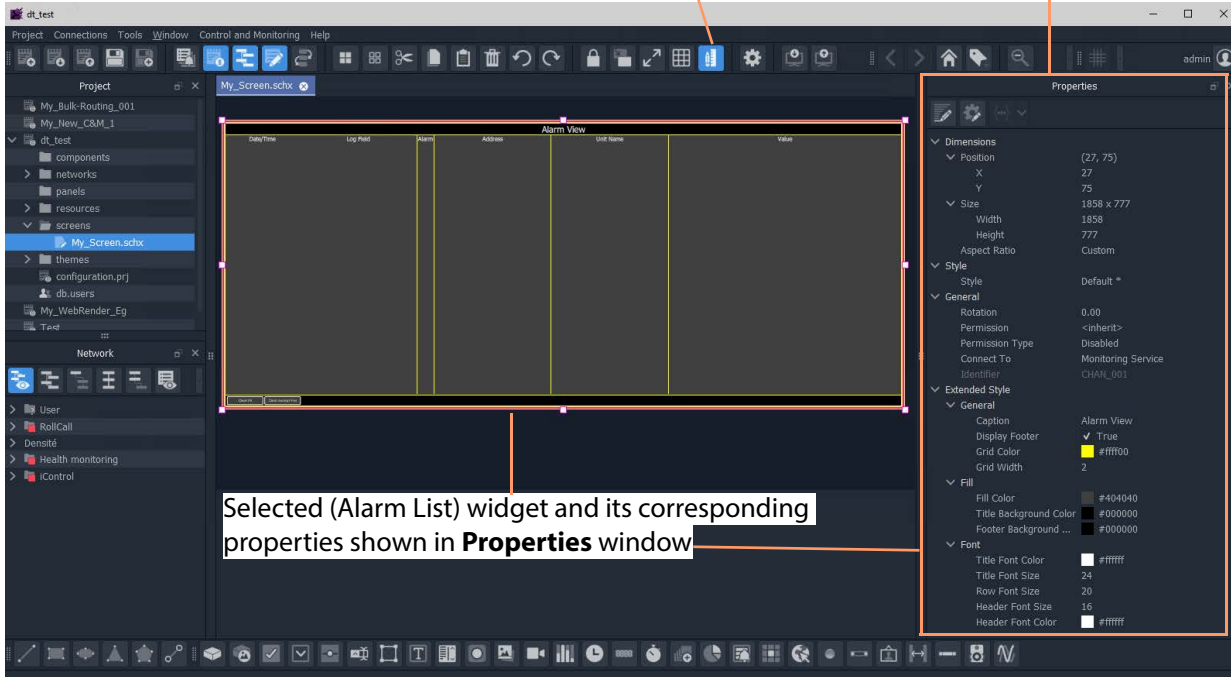 dt_test
Project Connections Tools Window Control and Monitoring Help
admin
Project
My_Bulk-Routing_001
My_New_C&M_1
dt_test
components
networks
panels
resources
screens
My_Screen.schx
themes
configuration.prj
db.users
My_WebRender_Eg
Test
Network
User
RollCall
Densité
Health monitoring
iControl
My_Screen.schx
Alarm View
Date/Time Log Field Alarm Address Unit Name Value
Selected (Alarm List) widget and its corresponding
properties shown in Properties window
Properties
Dimensions
Position (27, 75)
X 27
Y 75
Size 1858 x 777
Width 1858
Height 777
Aspect Ratio Custom
Style
Style Default *
General
Rotation 0.00
Permission <inherit>
Permission Type Disabled
Connect To Monitoring Service
Identifier CHAN_001
Extended Style
General
Caption Alarm View
Display Footer ✓ True
Grid Color #ffff00
Grid Width 2
Fill
Fill Color #404040
Title Background Color #000000
Footer Background ... #000000
Font
Title Font Color #ffffff
Title Font Size 24
Row Font Size 20
Header Font Size 16
Header Font Color #ffffff